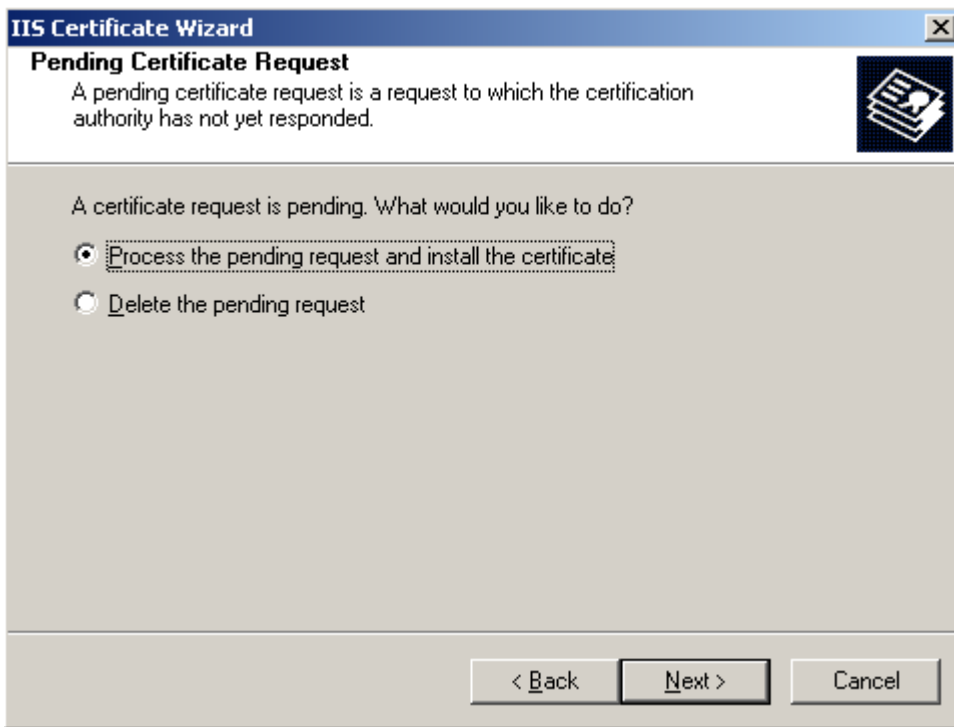 IIS Certificate Wizard
Pending Certificate Request
A pending certificate request is a request to which the certification
authority has not yet responded.
A certificate request is pending. What would you like to do?
Process the pending request and install the certificate
Delete the pending request
< Back
Next >
Cancel